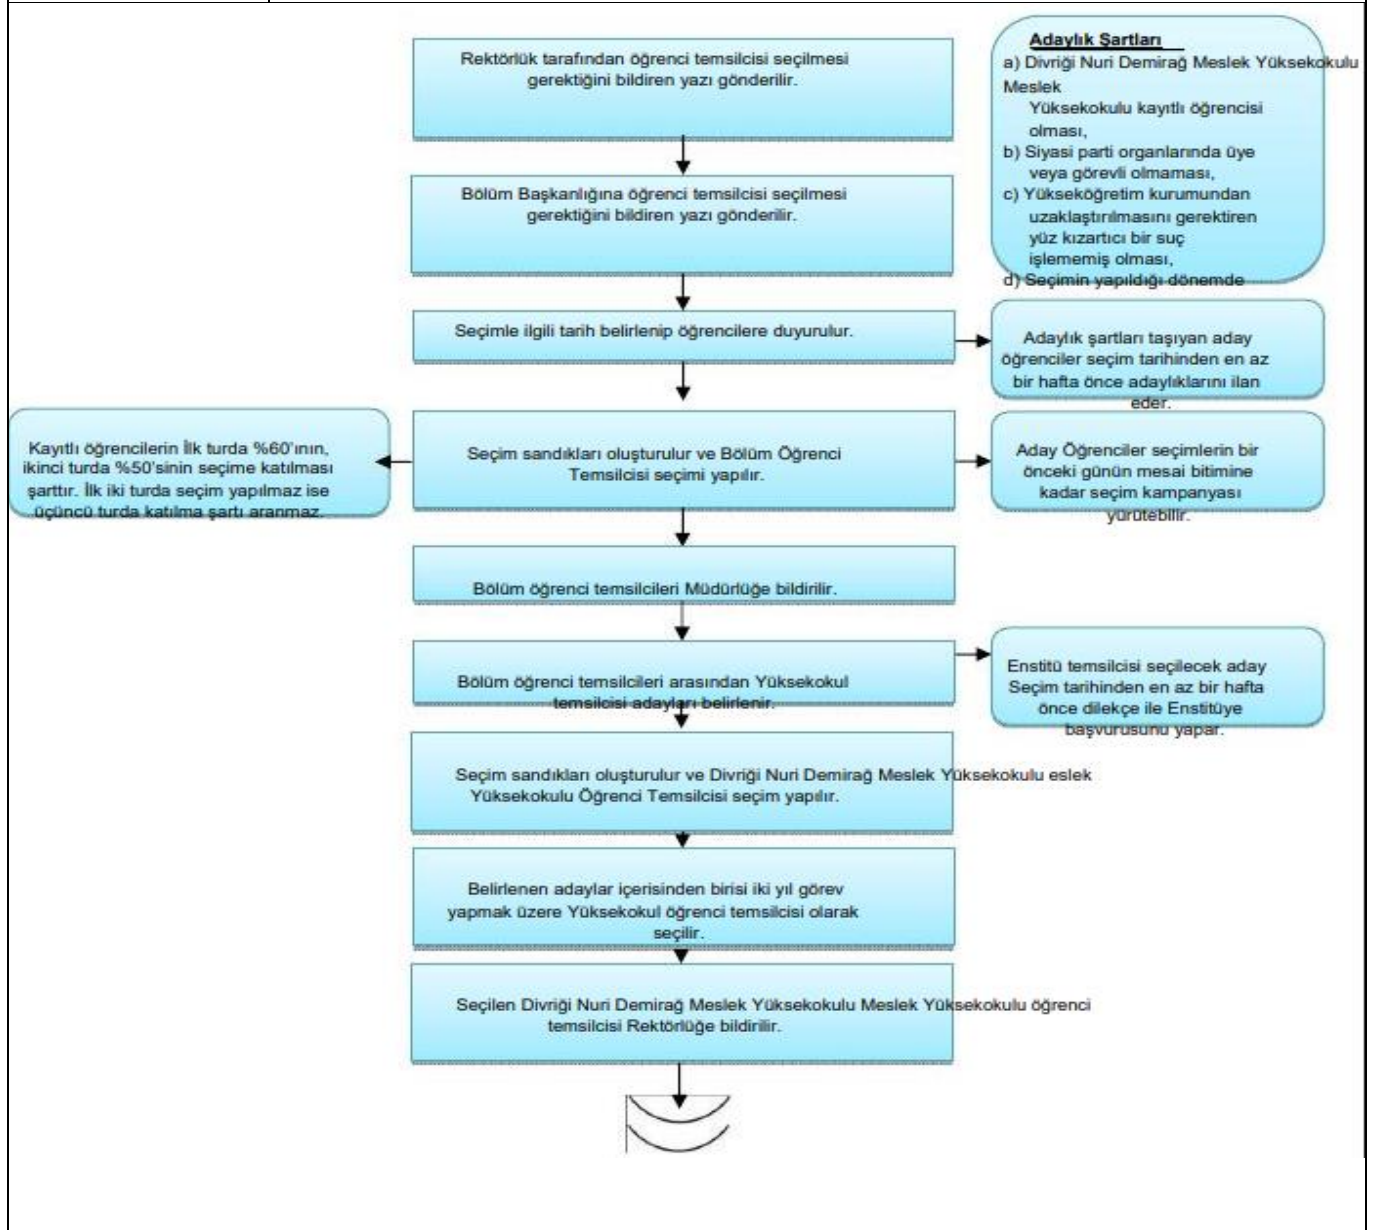 Rektörlük tarafından öğrenci temsilcisi seçilmesi
gerektiğini bildiren yazı gönderilir.
Adaylık Şartları
a) Divriği Nuri Demirağ Meslek Yüksekokulu
Meslek
Yüksekokulu kayıtlı öğrencisi
olması,
b) Siyasi parti organlarında üye
veya görevli olmaması,
c) Yükseköğretim kurumundan
uzaklaştırılmasını gerektiren
yüz kızartıcı bir suç
işlememiş olması,
d) Seçimin yapıldığı dönemde
Bölüm Başkanlığına öğrenci temsilcisi seçilmesi
gerektiğini bildiren yazı gönderilir.
Seçimle ilgili tarih belirlenip öğrencilere duyurulur.
Adaylık şartları taşıyan aday
öğrenciler seçim tarihinden en az
bir hafta önce adaylıklarını ilan
eder.
Kayıtlı öğrencilerin İlk turda %60'ının,
ikinci turda %50'sinin seçime katılması
şarttır. İlk iki turda seçim yapılmaz ise
üçüncü turda katılma şartı aranmaz.
Seçim sandıkları oluşturulur ve Bölüm Öğrenci
Temsilcisi seçimi yapılır.
Aday Öğrenciler seçimlerin bir
önceki günün mesai bitimine
kadar seçim kampanyası
yürütebilir.
Bölüm öğrenci temsilcileri Müdürlüğe bildirilir.
Bölüm öğrenci temsilcileri arasından Yüksekokul
temsilcisi adayları belirlenir.
Enstitü temsilcisi seçilecek aday
Seçim tarihinden en az bir hafta
önce dilekçe ile Enstitüye
başvurusunu yapar.
Seçim sandıkları oluşturulur ve Divriği Nuri Demirağ Meslek Yüksekokulu eslek
Yüksekokulu Öğrenci Temsilcisi seçim yapılır.
Belirlenen adaylar içerisinden birisi iki yıl görev
yapmak üzere Yüksekokul öğrenci temsilcisi olarak
seçilir.
Seçilen Divriği Nuri Demirağ Meslek Yüksekokulu Meslek Yüksekokulu öğrenci
temsilcisi Rektörlüğe bildirilir.